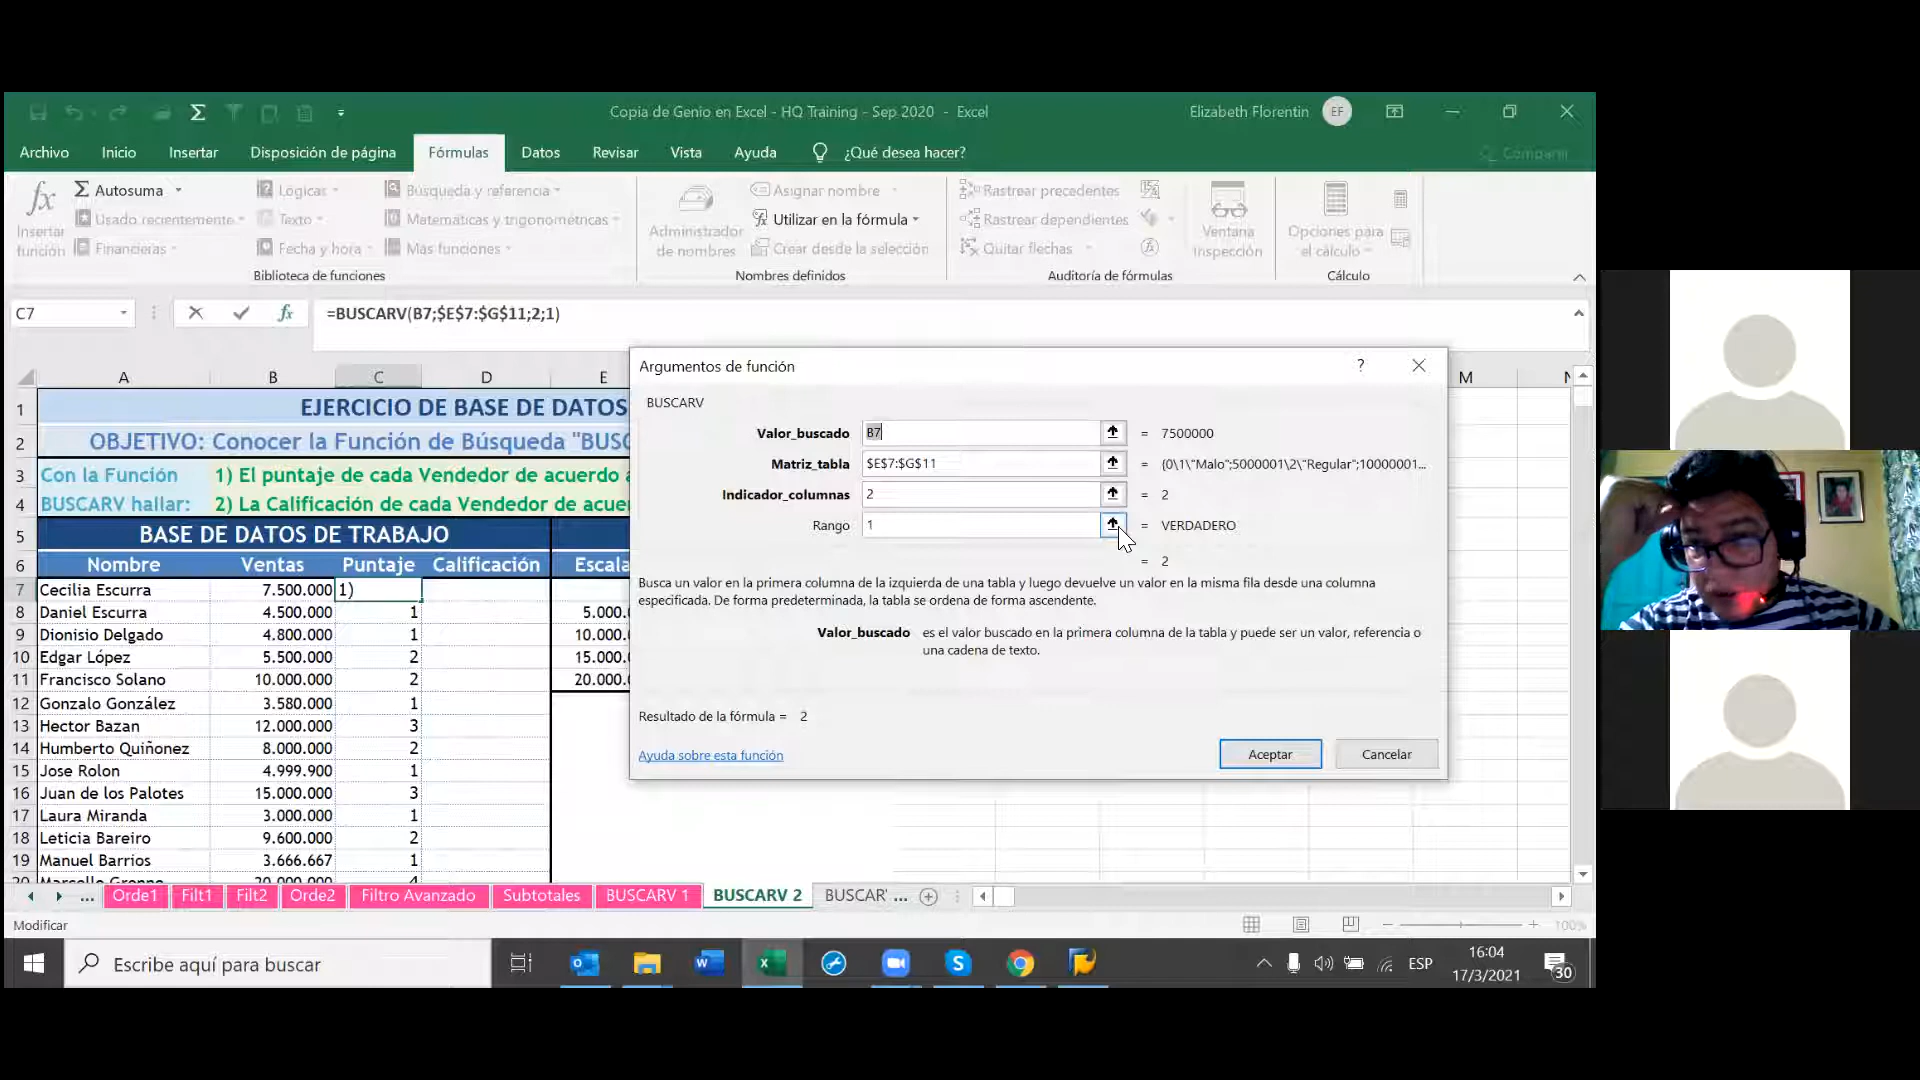 Copia de Genio en Excel - HQ Training - Sep 2020 - Excel
Elizabeth Florentin
EF
Archivo
Inicio
Insertar
Disposición de página
Fórmulas
Datos
Revisar
Vista
Ayuda
¿Qué desea hacer?
Compartir
Insertar función
Autosuma
Usado recientemente
Financieras
Lógicas
Texto
Fecha y hora
Búsqueda y referencia
Matemáticas y trigonométricas
Más funciones
Biblioteca de funciones
Administrador de nombres
Asignar nombre
Utilizar en la fórmula
Crear desde la selección
Nombres definidos
Rastrear precedentes
Rastrear dependientes
Quitar flechas
Auditoría de fórmulas
Ventana Inspección
Opciones para el cálculo
Cálculo
C7
fx
=BUSCARV(B7;$E$7:$G$11;2;1)
A B C D E M
1 EJERCICIO DE BASE DE DATOS
2 OBJETIVO: Conocer la Función de Búsqueda "BUSC
3 Con la Función 1) El puntaje de cada Vendedor de acuerdo a
4 BUSCARV hallar: 2) La Calificación de cada Vendedor de acuer
5 BASE DE DATOS DE TRABAJO
6 Nombre Ventas Puntaje Calificación Escala
7 Cecilia Escurra 7.500.000 1)
8 Daniel Escurra 4.500.000 1 5.000.
9 Dionisio Delgado 4.800.000 1 10.000.
10 Edgar López 5.500.000 2 15.000.
11 Francisco Solano 10.000.000 2 20.000.
12 Gonzalo González 3.580.000 1
13 Hector Bazan 12.000.000 3
14 Humberto Quiñonez 8.000.000 2
15 Jose Rolon 4.999.900 1
16 Juan de los Palotes 15.000.000 3
17 Laura Miranda 3.000.000 1
18 Leticia Bareiro 9.600.000 2
19 Manuel Barrios 3.666.667 1
Argumentos de función
?
BUSCARV
Valor_buscado B7 = 7500000
Matriz_tabla $E$7:$G$11 = {0\1\"Malo";5000001\2\"Regular";10000001...
Indicador_columnas 2 = 2
Rango 1 = VERDADERO
= 2
Busca un valor en la primera columna de la izquierda de una tabla y luego devuelve un valor en la misma fila desde una columna
especificada. De forma predeterminada, la tabla se ordena de forma ascendente.
Valor_buscado es el valor buscado en la primera columna de la tabla y puede ser un valor, referencia o
una cadena de texto.
Resultado de la fórmula = 2
Ayuda sobre esta función
Aceptar
Cancelar
... Orde1 Filt1 Filt2 Orde2 Filtro Avanzado Subtotales BUSCARV 1 BUSCARV 2 BUSCAR' ...
Modificar
100%
Escribe aquí para buscar
ESP
16:04
17/3/2021
30